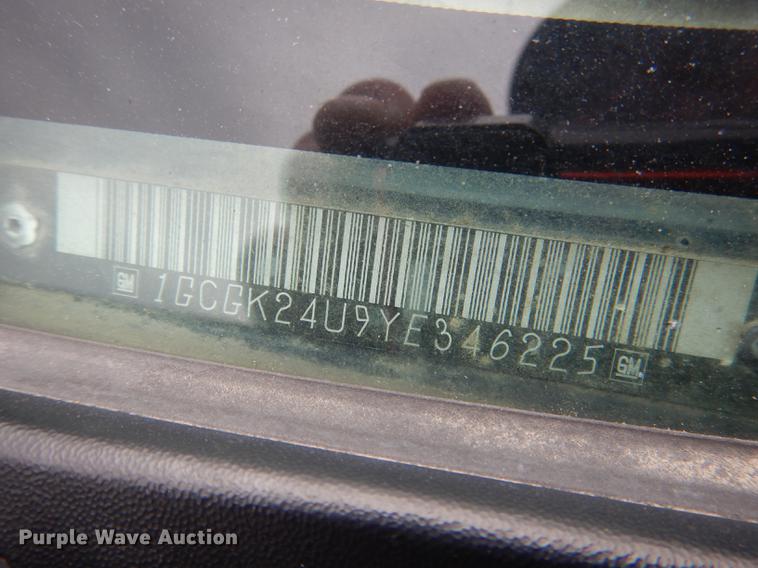 GM 1GCGK24U9YE346225 GM
Purple Wave Auction